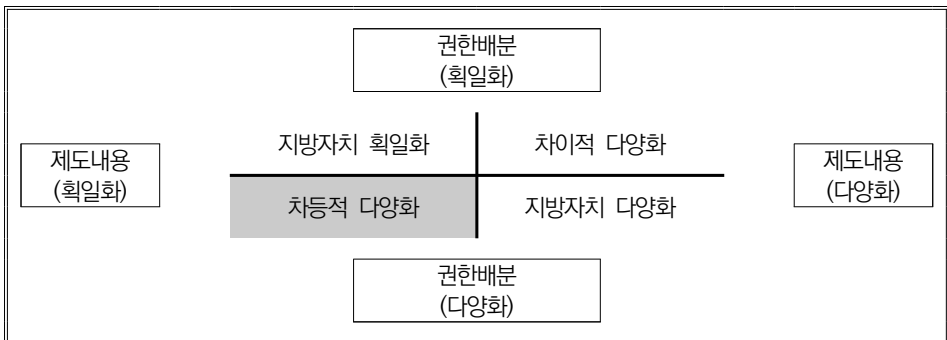 권한배분
(획일화)
지방자치 획일화
차이적 다양화
제도내용
(획일화)
제도내용
(다양화)
차등적 다양화
지방자치 다양화
권한배분
(다양화)